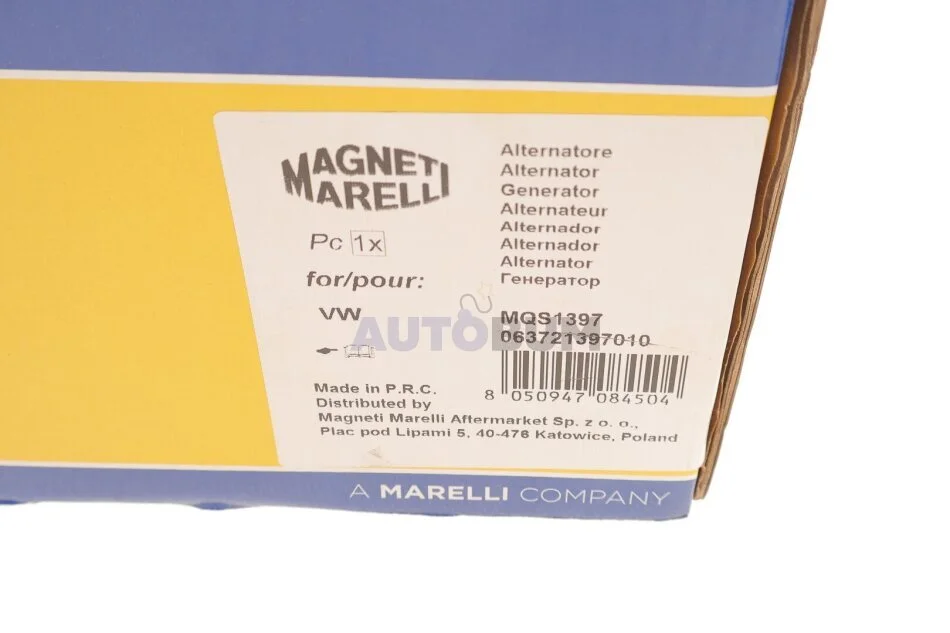 MAGNETI
MARELLI
Pc 1x
for/pour:
VW
Alternatore
Alternator
Generator
Alternateur
Alternador
Alternador
Alternator
Генератор
MQS1397
063721397010
AUTOBUM
8 050947 084504
Made in P.R.C.
Distributed by
Magneti Marelli Aftermarket Sp. z o. o.,
Plac pod Lipami 5, 40-476 Katowice, Poland
A MARELLI COMPANY